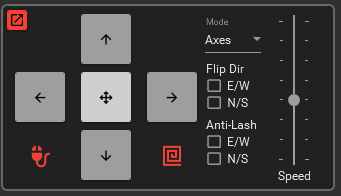 Mode
Axes
Flip Dir
E/W
N/S
Anti-Lash
E/W
N/S
Speed